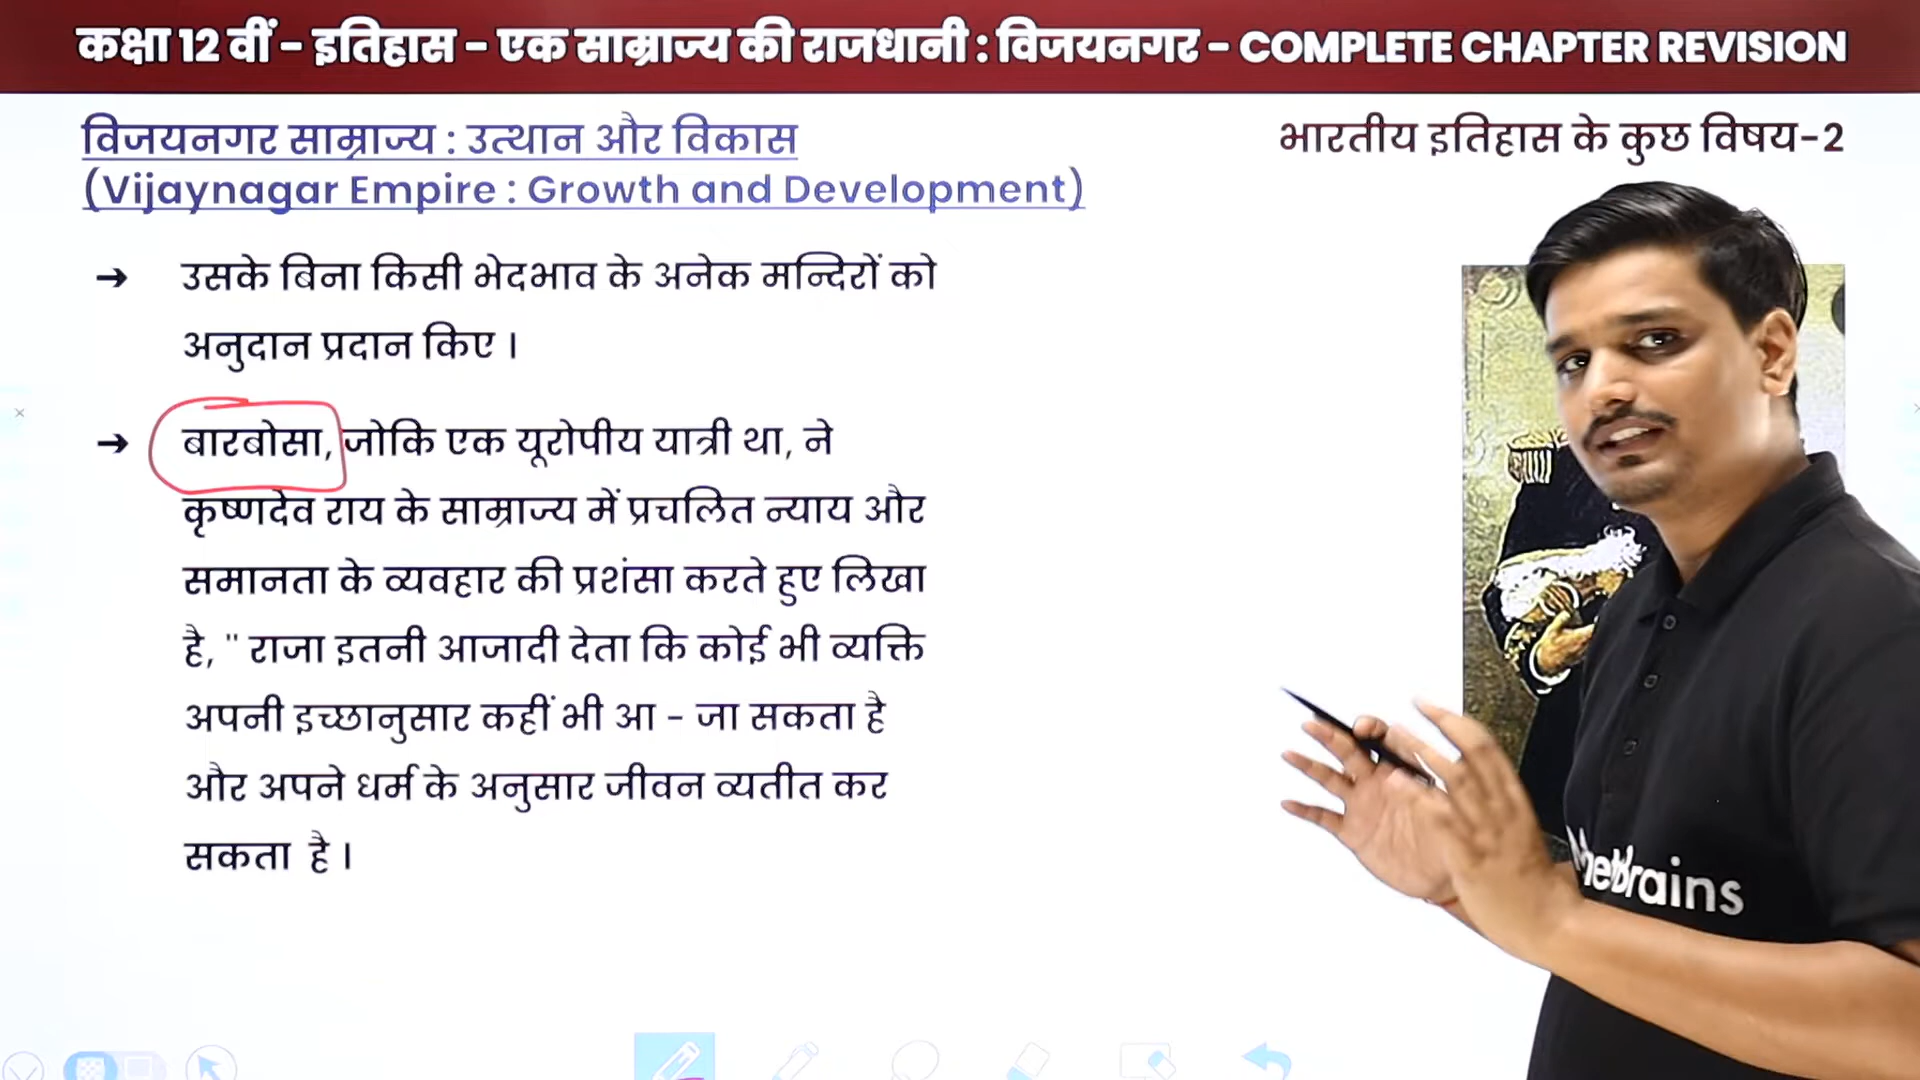 कक्षा 12 वीं - इतिहास - एक साम्राज्य की राजधानी : विजयनगर - COMPLETE CHAPTER REVISION
विजयनगर साम्राज्य : उत्थान और विकास
(Vijaynagar Empire : Growth and Development)
भारतीय इतिहास के कुछ विषय-2
→ उसके बिना किसी भेदभाव के अनेक मन्दिरों को
अनुदान प्रदान किए ।
→ बारबोसा, जोकि एक यूरोपीय यात्री था, ने
कृष्णदेव राय के साम्राज्य में प्रचलित न्याय और
समानता के व्यवहार की प्रशंसा करते हुए लिखा
है, " राजा इतनी आजादी देता कि कोई भी व्यक्ति
अपनी इच्छानुसार कहीं भी आ - जा सकता है
और अपने धर्म के अनुसार जीवन व्यतीत कर
सकता है ।